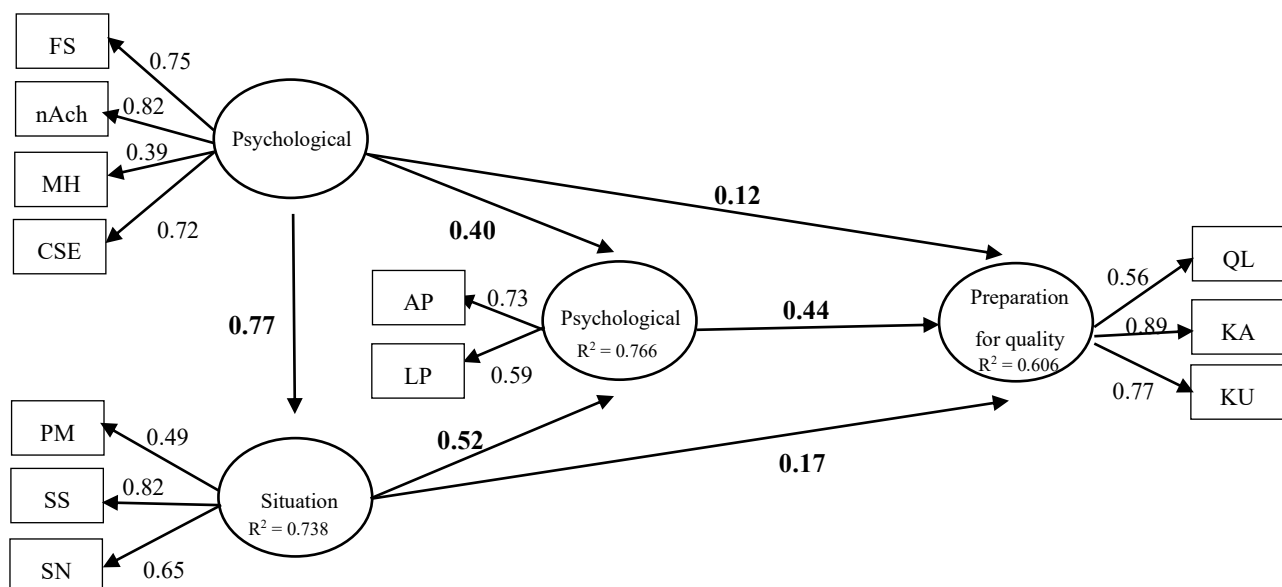 FS
0.75
nAch
0.82
Psychological
MH
0.39
CSE
0.72
0.12
0.40
QL
0.56
AP
0.73
Psychological
R² = 0.766
0.77
0.44
Preparation
for quality
R² = 0.606
0.89
KA
LP
0.59
0.77
KU
PM
0.49
0.52
0.17
SS
0.82
Situation
R² = 0.738
SN
0.65